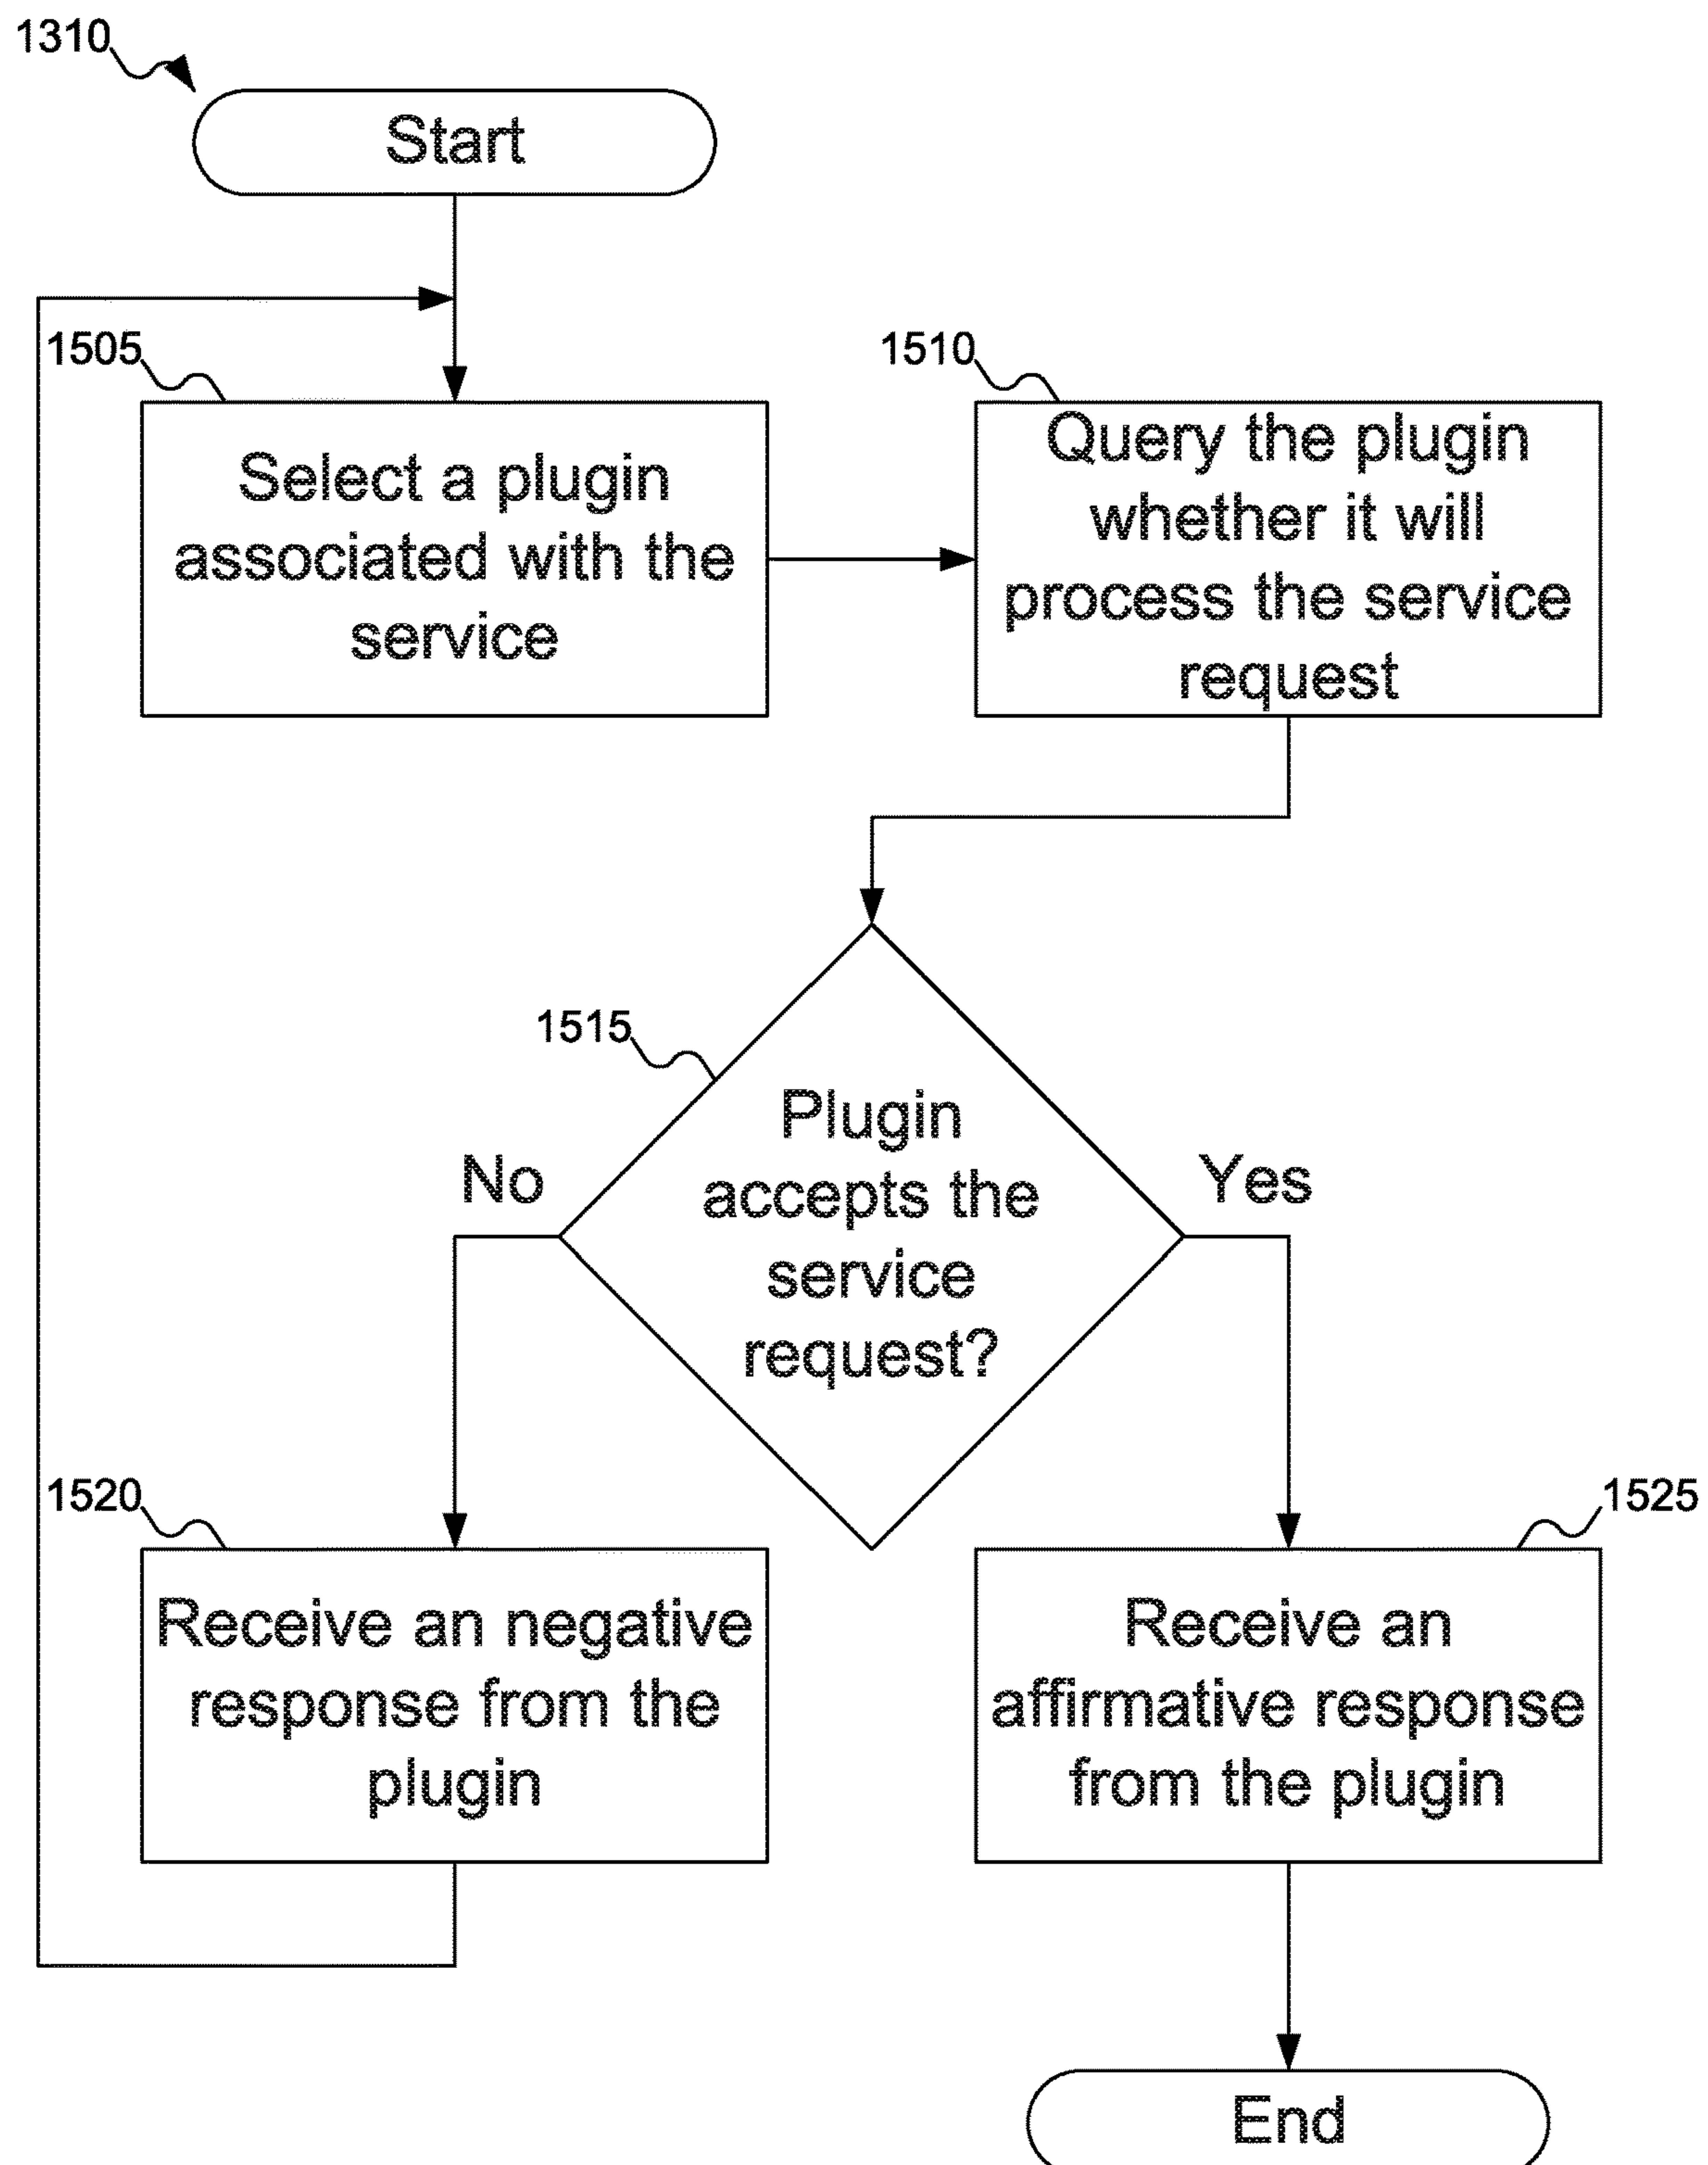 1310
Start
1505
Select a plugin
associated with the
service
1510
Query the plugin
whether it will
process the service
request
1515
Plugin
accepts the
service
request?
No
Yes
1520
Receive an negative
response from the
plugin
1525
Receive an
affirmative response
from the plugin
End